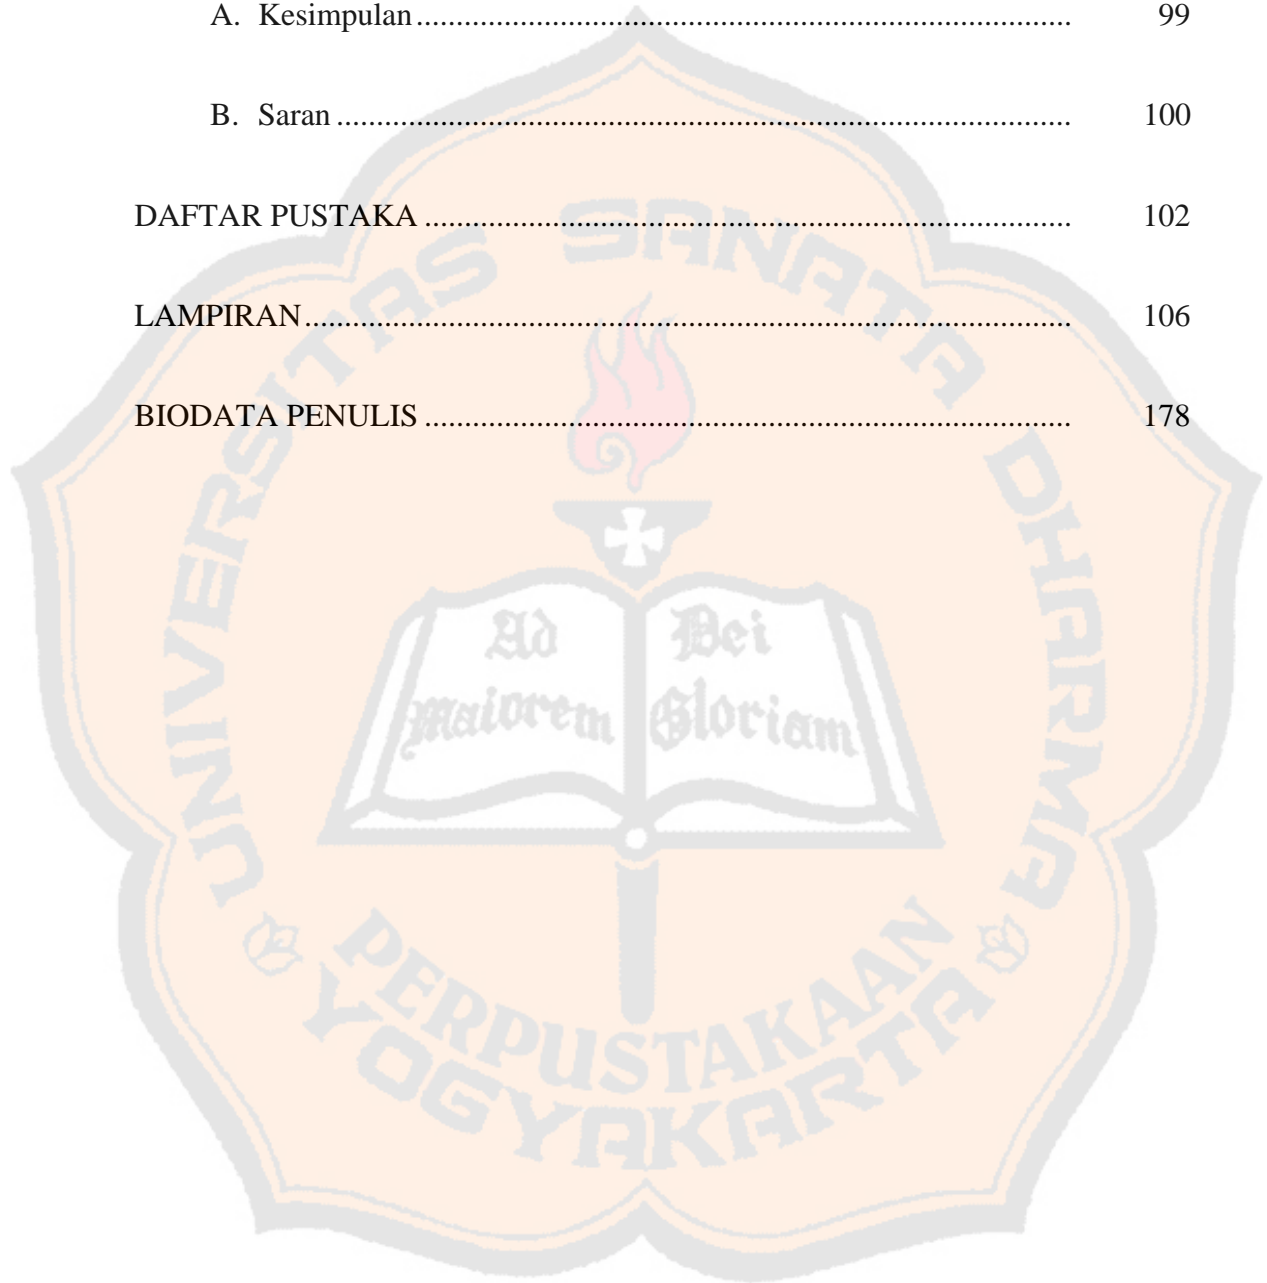 A. Kesimpulan.................................................................................. 99
B. Saran ............................................................................................ 100
DAFTAR PUSTAKA ................................................................................. 102
LAMPIRAN................................................................................................ 106
BIODATA PENULIS ................................................................................. 178
UNIVERSITAS SANATA DHARMA
Ad Dei
maiorem Gloriam
PERPUSTAKAAN
YOGYAKARTA